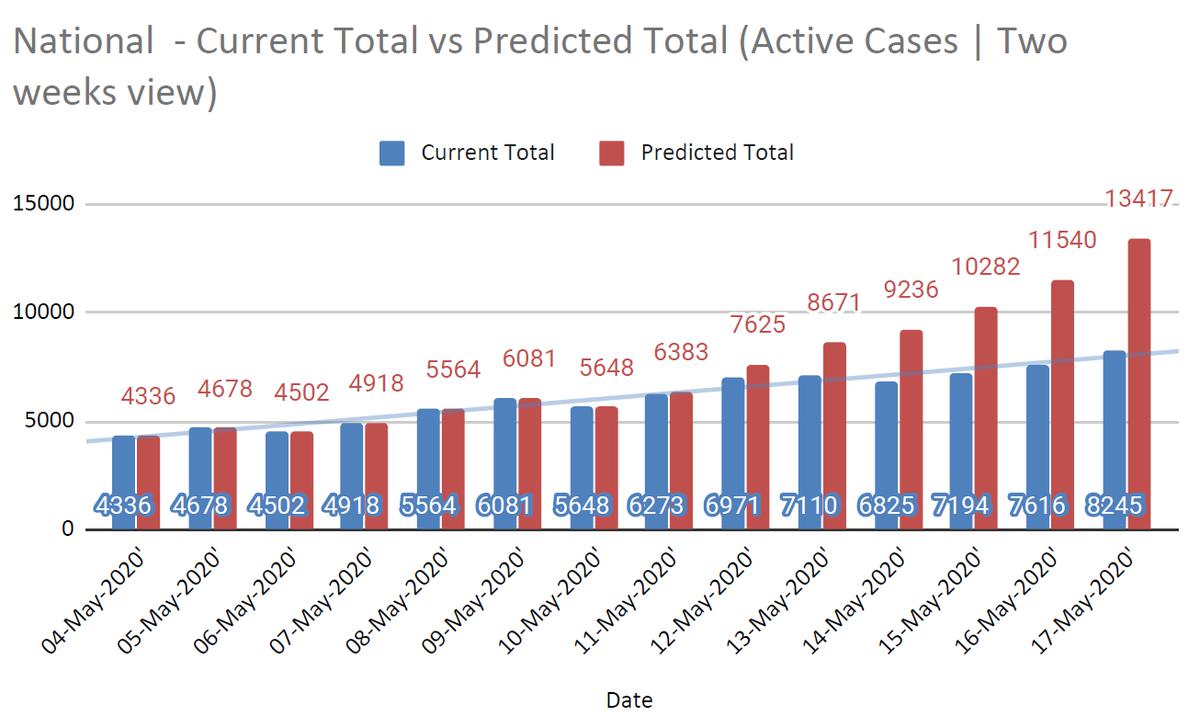 National  - Current Total vs Predicted Total (Active Cases | Two
weeks view)
Current Total Predicted Total
15000
10000
5000
0
4336 4678 4502 4918 5564 6081 5648 6383 7625 8671 9236 10282 11540 13417
4336 4678 4502 4918 5564 6081 5648 6273 6971 7110 6825 7194 7616 8245
04-May-2020' 05-May-2020' 06-May-2020' 07-May-2020' 08-May-2020' 09-May-2020' 10-May-2020' 11-May-2020' 12-May-2020' 13-May-2020' 14-May-2020' 15-May-2020' 16-May-2020' 17-May-2020'
Date